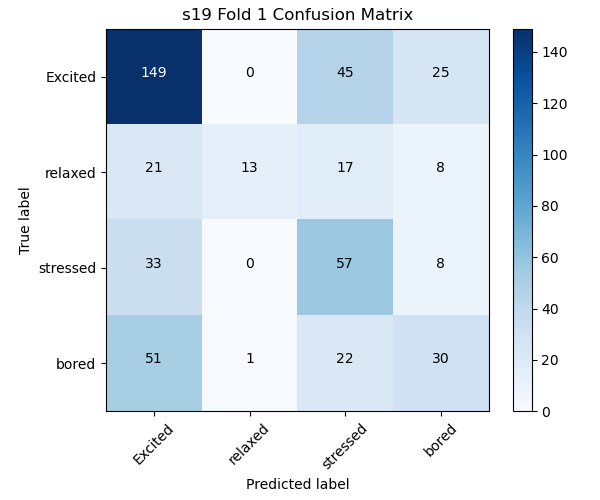 s19 Fold 1 Confusion Matrix
True label
Excited 149 0 45 25
relaxed 21 13 17 8
stressed 33 0 57 8
bored 51 1 22 30
Excited relaxed stressed bored
Predicted label
140
120
100
80
60
40
20
0